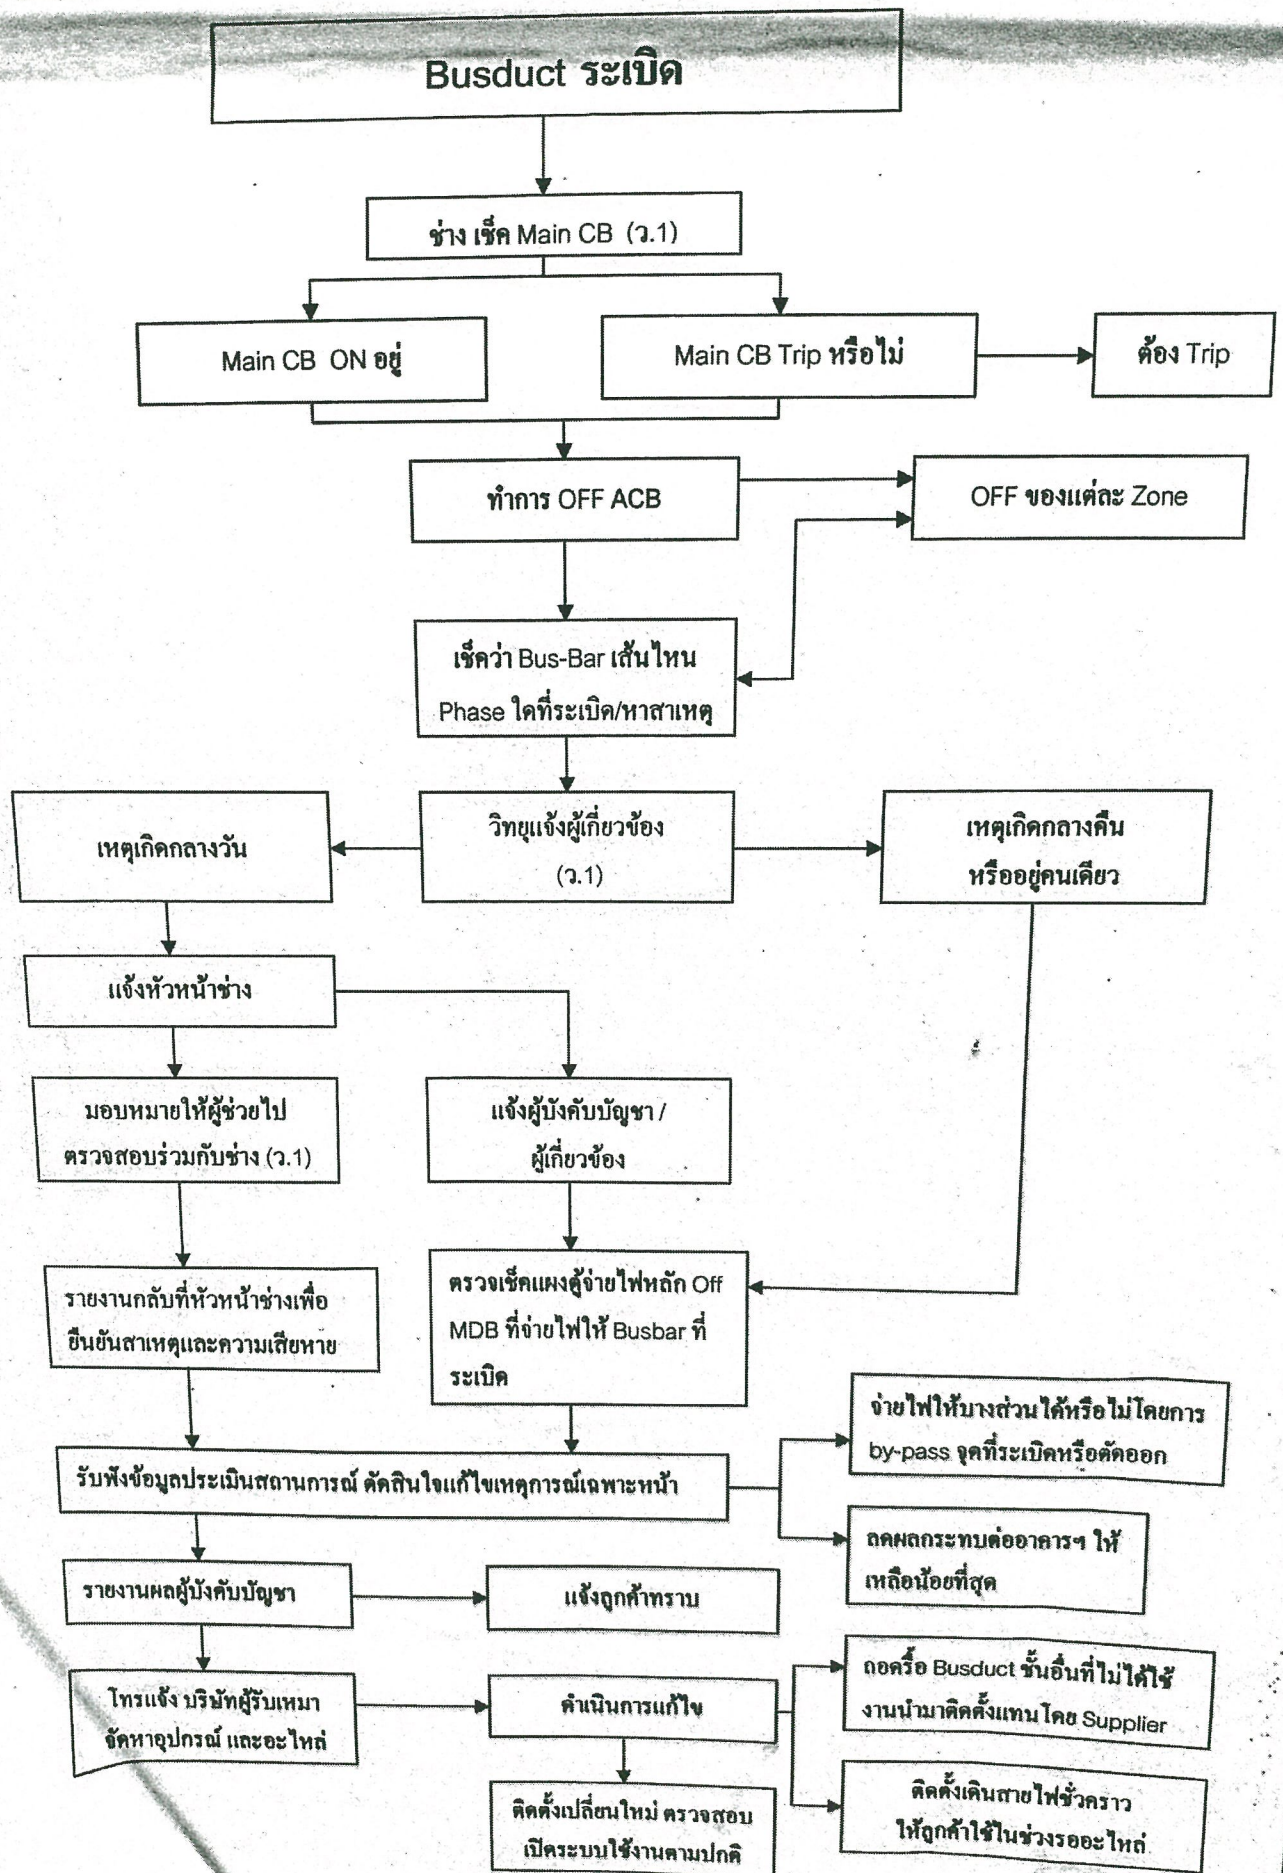 Busduct ระเบิด
ช่าง เช็ค Main CB (ว.1)
Main CB ON อยู่
Main CB Trip หรือไม่
ต้อง Trip
ทำการ OFF ACB
OFF ของแต่ละ Zone
เช็คว่า Bus-Bar เส้นไหน
Phase ใดที่ระเบิด/หาสาเหตุ
เหตุเกิดกลางวัน
วิทยุแจ้งผู้เกี่ยวข้อง
(ว.1)
เหตุเกิดกลางคืน
หรืออยู่คนเดียว
แจ้งหัวหน้าช่าง
มอบหมายให้ผู้ช่วยไป
ตรวจสอบร่วมกับช่าง (ว.1)
แจ้งผู้บังคับบัญชา /
ผู้เกี่ยวข้อง
รายงานกลับที่หัวหน้าช่างเพื่อ
ยืนยันสาเหตุและความเสียหาย
ตรวจเช็คแผงตู้จ่ายไฟหลัก Off
MDB ที่จ่ายไฟให้ Busbar ที่
ระเบิด
จ่ายไฟให้บางส่วนได้หรือไม่โดยการ
by-pass จุดที่ระเบิดหรือตัดออก
รับฟังข้อมูลประเมินสถานการณ์ ตัดสินใจแก้ไขเหตุการณ์เฉพาะหน้า
ลดผลกระทบต่ออาคารฯ ให้
เหลือน้อยที่สุด
รายงานผลผู้บังคับบัญชา
แจ้งลูกค้าทราบ
โทรแจ้ง บริษัทผู้รับเหมา
จัดหาอุปกรณ์ และอะไหล่
ดำเนินการแก้ไข
ถอดรื้อ Busduct ชั้นอื่นที่ไม่ได้ใช้
งานนำมาติดตั้งแทน โดย Supplier
ติดตั้งเปลี่ยนใหม่ ตรวจสอบ
เปิดระบบใช้งานตามปกติ
ติดตั้งเดินสายไฟชั่วคราว
ให้ลูกค้าใช้ในช่วงรออะไหล่